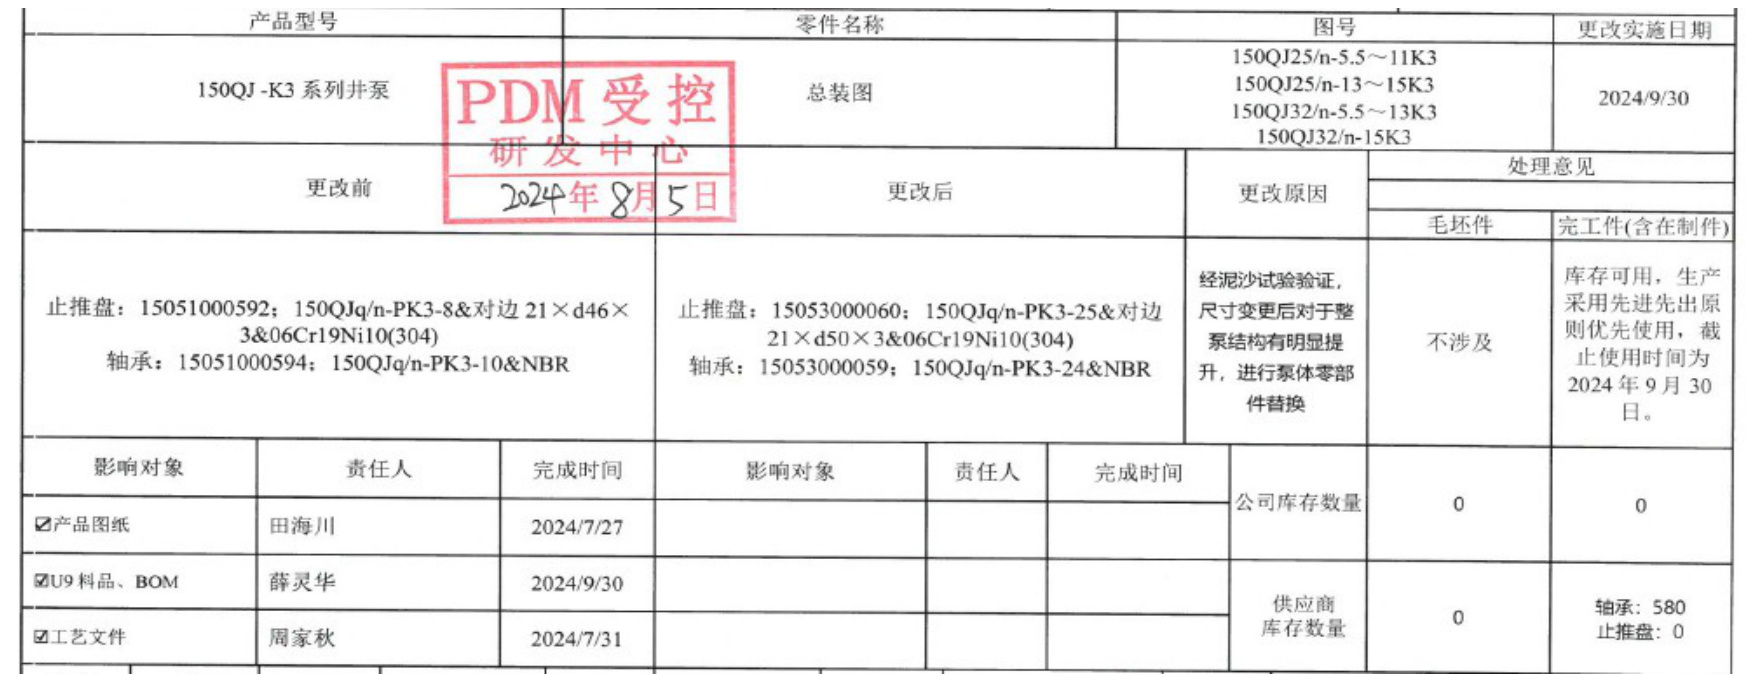 产品型号 零件名称 图号 更改实施日期
150QJ -K3 系列井泵 总装图 150QJ25/n-5.5～11K3
150QJ25/n-13～15K3
150QJ32/n-5.5～13K3
150QJ32/n-15K3
2024/9/30
PDM 受控
研发中心
2024年8月5日
更改前 更改后 更改原因 处理意见
毛坯件 完工件(含在制件)
止推盘：15051000592；150QJq/n-PK3-8&对边 21×d46×
3&06Cr19Ni10(304)
轴承：15051000594；150QJq/n-PK3-10&NBR
止推盘：15053000060；150QJq/n-PK3-25&对边
21×d50×3&06Cr19Ni10(304)
轴承：15053000059；150QJq/n-PK3-24&NBR
经泥沙试验验证，
尺寸变更后对于整
泵结构有明显提
升，进行泵体零部
件替换
不涉及
库存可用，生产
采用先进先出原
则优先使用，截
止使用时间为
2024 年 9 月 30
日。
影响对象 责任人 完成时间 影响对象 责任人 完成时间
公司库存数量 0 0
☑产品图纸 田海川 2024/7/27
☑U9 料品、BOM 薛灵华 2024/9/30
☑工艺文件 周家秋 2024/7/31
供应商
库存数量
0
轴承：580
止推盘：0